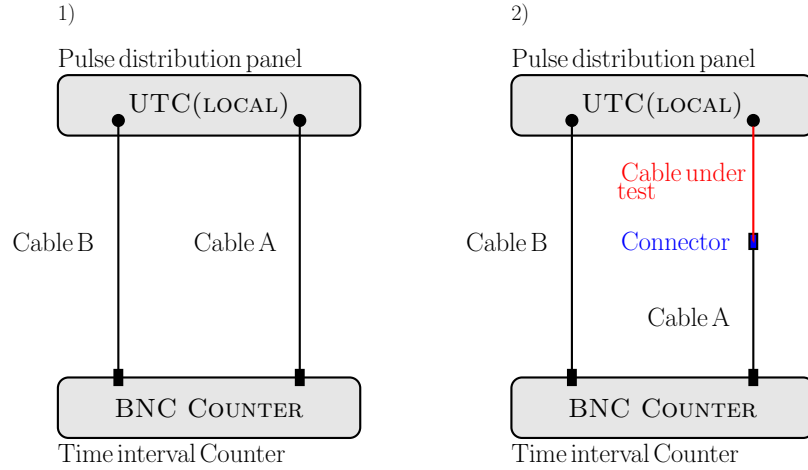 1)
Pulse distribution panel
UTC(LOCAL)
Cable B
Cable A
BNC COUNTER
Time interval Counter
2)
Pulse distribution panel
UTC(LOCAL)
Cable under
test
Cable B
Connector
Cable A
BNC COUNTER
Time interval Counter